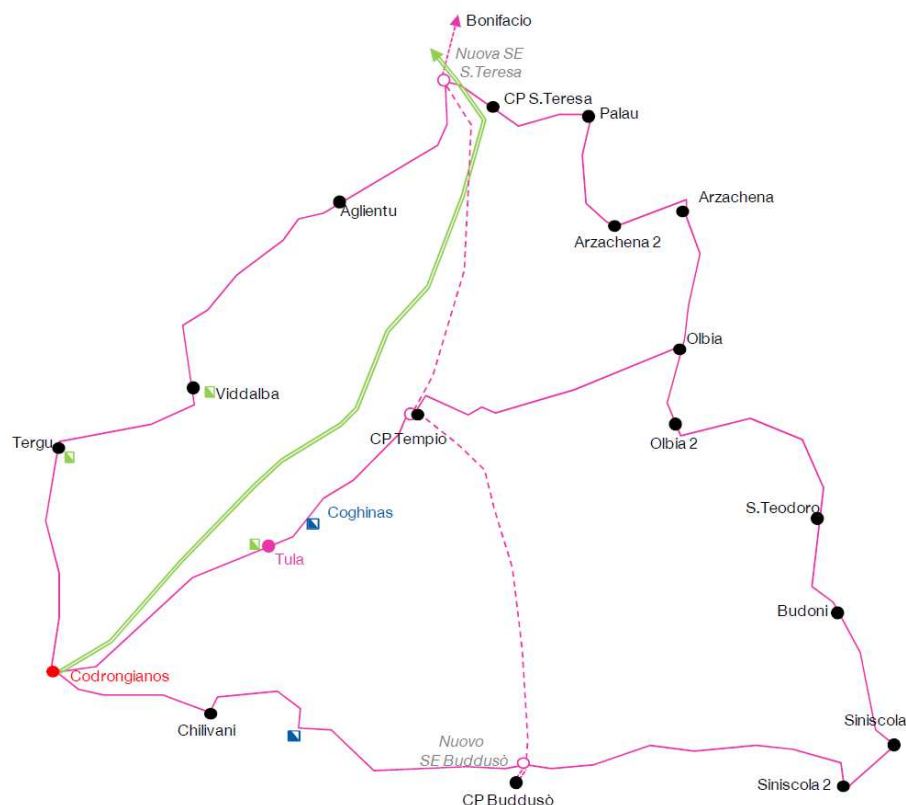 Bonifacio
Nuova SE
S.Teresa
CP S.Teresa
Palau
Aglientu
Arzachena
Arzachena 2
Olbia
Viddalba
Tergu
CP Tempio
Olbia 2
Coghinas
S.Teodoro
Tula
Budoni
Codrongianos
Chilivani
Siniscola
Nuovo
SE Buddusò
Siniscola 2
CP Buddusò